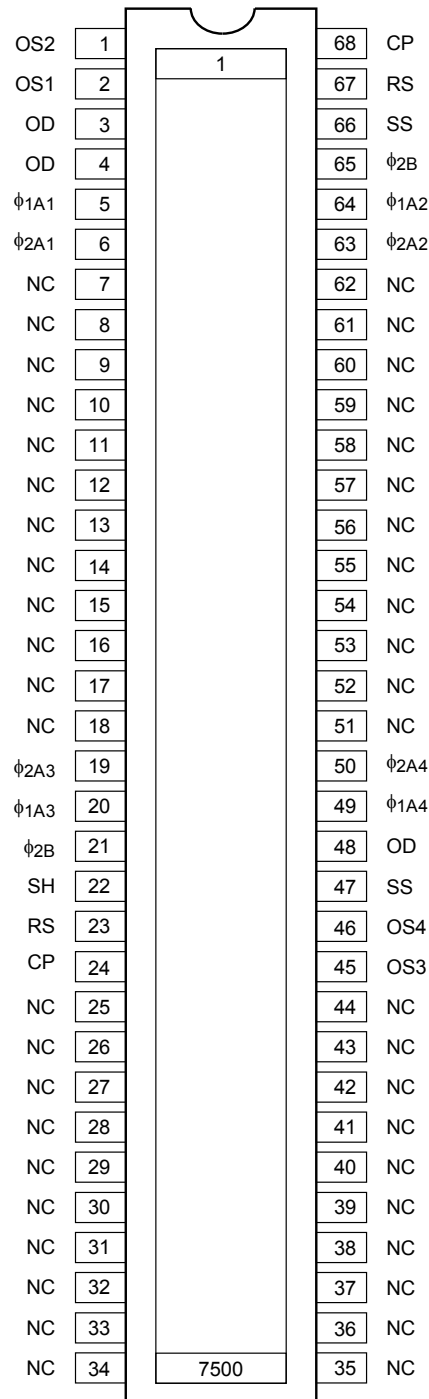 OS2 1 1 68 CP
OS1 2 67 RS
OD 3 66 SS
OD 4 65 ϕ2B
ϕ1A1 5 64 ϕ1A2
ϕ2A1 6 63 ϕ2A2
NC 7 62 NC
NC 8 61 NC
NC 9 60 NC
NC 10 59 NC
NC 11 58 NC
NC 12 57 NC
NC 13 56 NC
NC 14 55 NC
NC 15 54 NC
NC 16 53 NC
NC 17 52 NC
NC 18 51 NC
ϕ2A3 19 50 ϕ2A4
ϕ1A3 20 49 ϕ1A4
ϕ2B 21 48 OD
SH 22 47 SS
RS 23 46 OS4
CP 24 45 OS3
NC 25 44 NC
NC 26 43 NC
NC 27 42 NC
NC 28 41 NC
NC 29 40 NC
NC 30 39 NC
NC 31 38 NC
NC 32 37 NC
NC 33 36 NC
NC 34 7500 35 NC